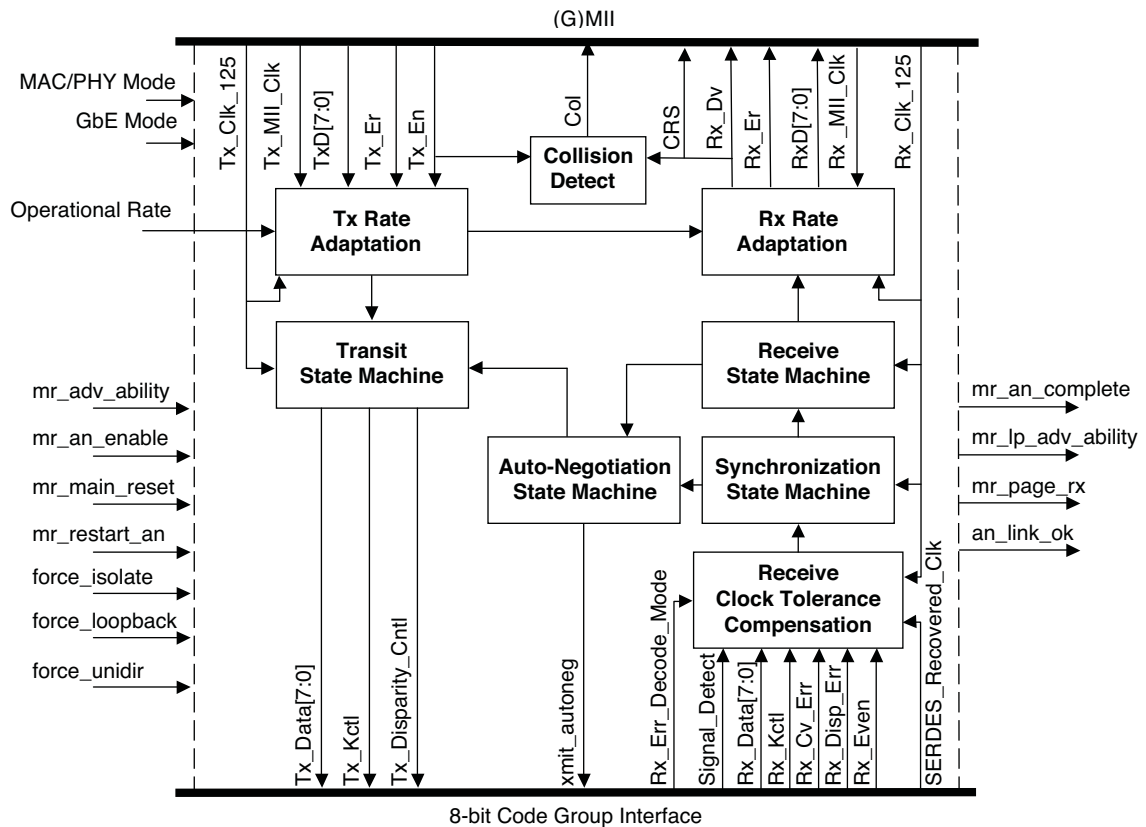 (G)MII
MAC/PHY Mode
GbE Mode
Operational Rate
Tx_Clk_125
Tx_MII_Clk
TxD[7:0]
Tx_Er
Tx_En
Col
CRS
Rx_Dv
Rx_Er
RxD[7:0]
Rx_MII_Clk
Rx_Clk_125
Collision
Detect
Tx Rate
Adaptation
Rx Rate
Adaptation
Transit
State Machine
Receive
State Machine
Auto-Negotiation
State Machine
Synchronization
State Machine
Receive
Clock Tolerance
Compensation
mr_adv_ability
mr_an_enable
mr_main_reset
mr_restart_an
force_isolate
force_loopback
force_unidir
mr_an_complete
mr_lp_adv_ability
mr_page_rx
an_link_ok
Tx_Data[7:0]
Tx_Kctl
Tx_Disparity_Cntl
xmit_autoneg
Rx_Err_Decode_Mode
Signal_Detect
Rx_Data[7:0]
Rx_Kctl
Rx_Cv_Err
Rx_Disp_Err
Rx_Even
SERDES_Recovered_Clk
8-bit Code Group Interface